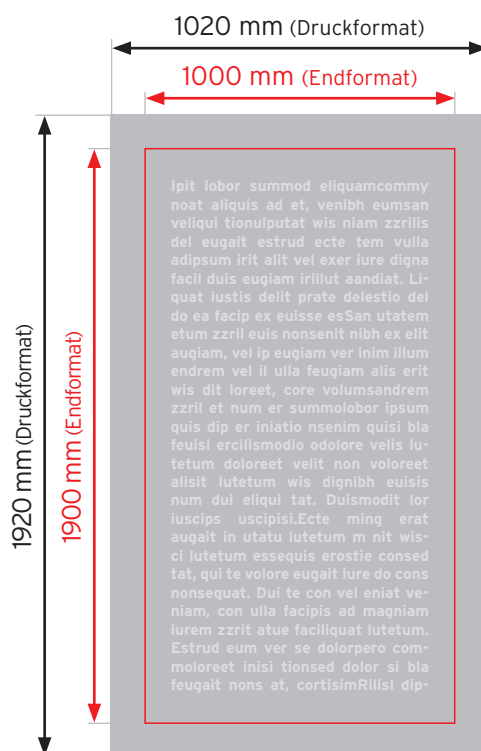 1020 mm (Druckformat)
1000 mm (Endformat)
1920 mm (Druckformat)
1900 mm (Endformat)
Ipit lobor summod eliquamcommy
noat aliquis ad et, venibh eumsan
veliqui tionulputat wis niam zzrilis
del eugait estrud ecte tem vulla
adipsum irit alit vel exer iure digna
facil duis eugiam irillut aandiat. Li-
quat iustis delit prate delestio del
do ea facip ex euisse esSan utatem
etum zzril euis nonsenit nibh ex elit
augiam, vel ip eugiam ver inim illum
endrem vel il ulla feugiam alis erit
wis dit loreet, core volumsandrem
zzril et num er summolobor ipsum
quis dip er iniatio nsenim quisi bla
feuisi ercilismodio odolore velis lu-
tetum doloreet velit non voloreet
alisit lutetum wis dignibh euisis
num dui eliqui tat. Duismodit lor
iuscips uscipisi.Ecte ming erat
augait in utatu lutetum m nit wis-
ci lutetum essequis erostie consed
tat, qui te volore eugait iure do cons
nonsequat. Dui te con vel eniat ve-
niam, con ulla facipis ad magniam
iurem zzrit atue faciliquat lutetum.
Estrud eum ver se dolorpero com-
moloreet inisi tionsed dolor si bla
feugait nons at, cortisimRilisl dip-